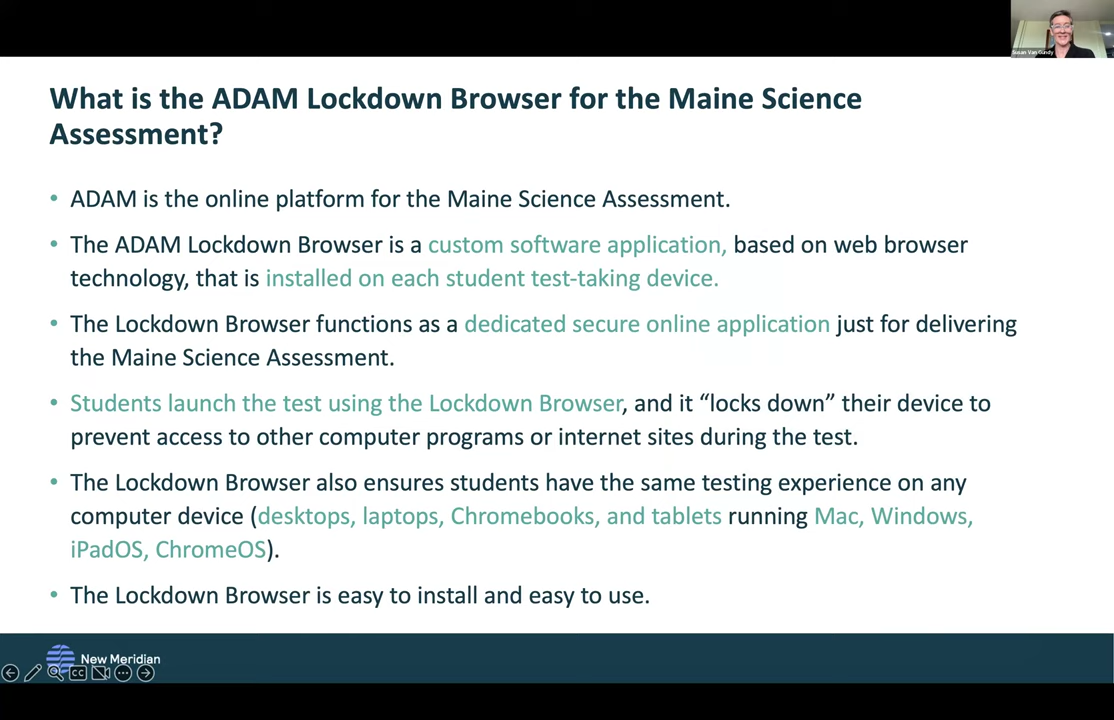 Susan Van Gundy
What is the ADAM Lockdown Browser for the Maine Science
Assessment?
• ADAM is the online platform for the Maine Science Assessment.
• The ADAM Lockdown Browser is a custom software application, based on web browser
technology, that is installed on each student test-taking device.
• The Lockdown Browser functions as a dedicated secure online application just for delivering
the Maine Science Assessment.
• Students launch the test using the Lockdown Browser, and it “locks down” their device to
prevent access to other computer programs or internet sites during the test.
• The Lockdown Browser also ensures students have the same testing experience on any
computer device (desktops, laptops, Chromebooks, and tablets running Mac, Windows,
iPadOS, ChromeOS).
• The Lockdown Browser is easy to install and easy to use.
New Meridian
CC